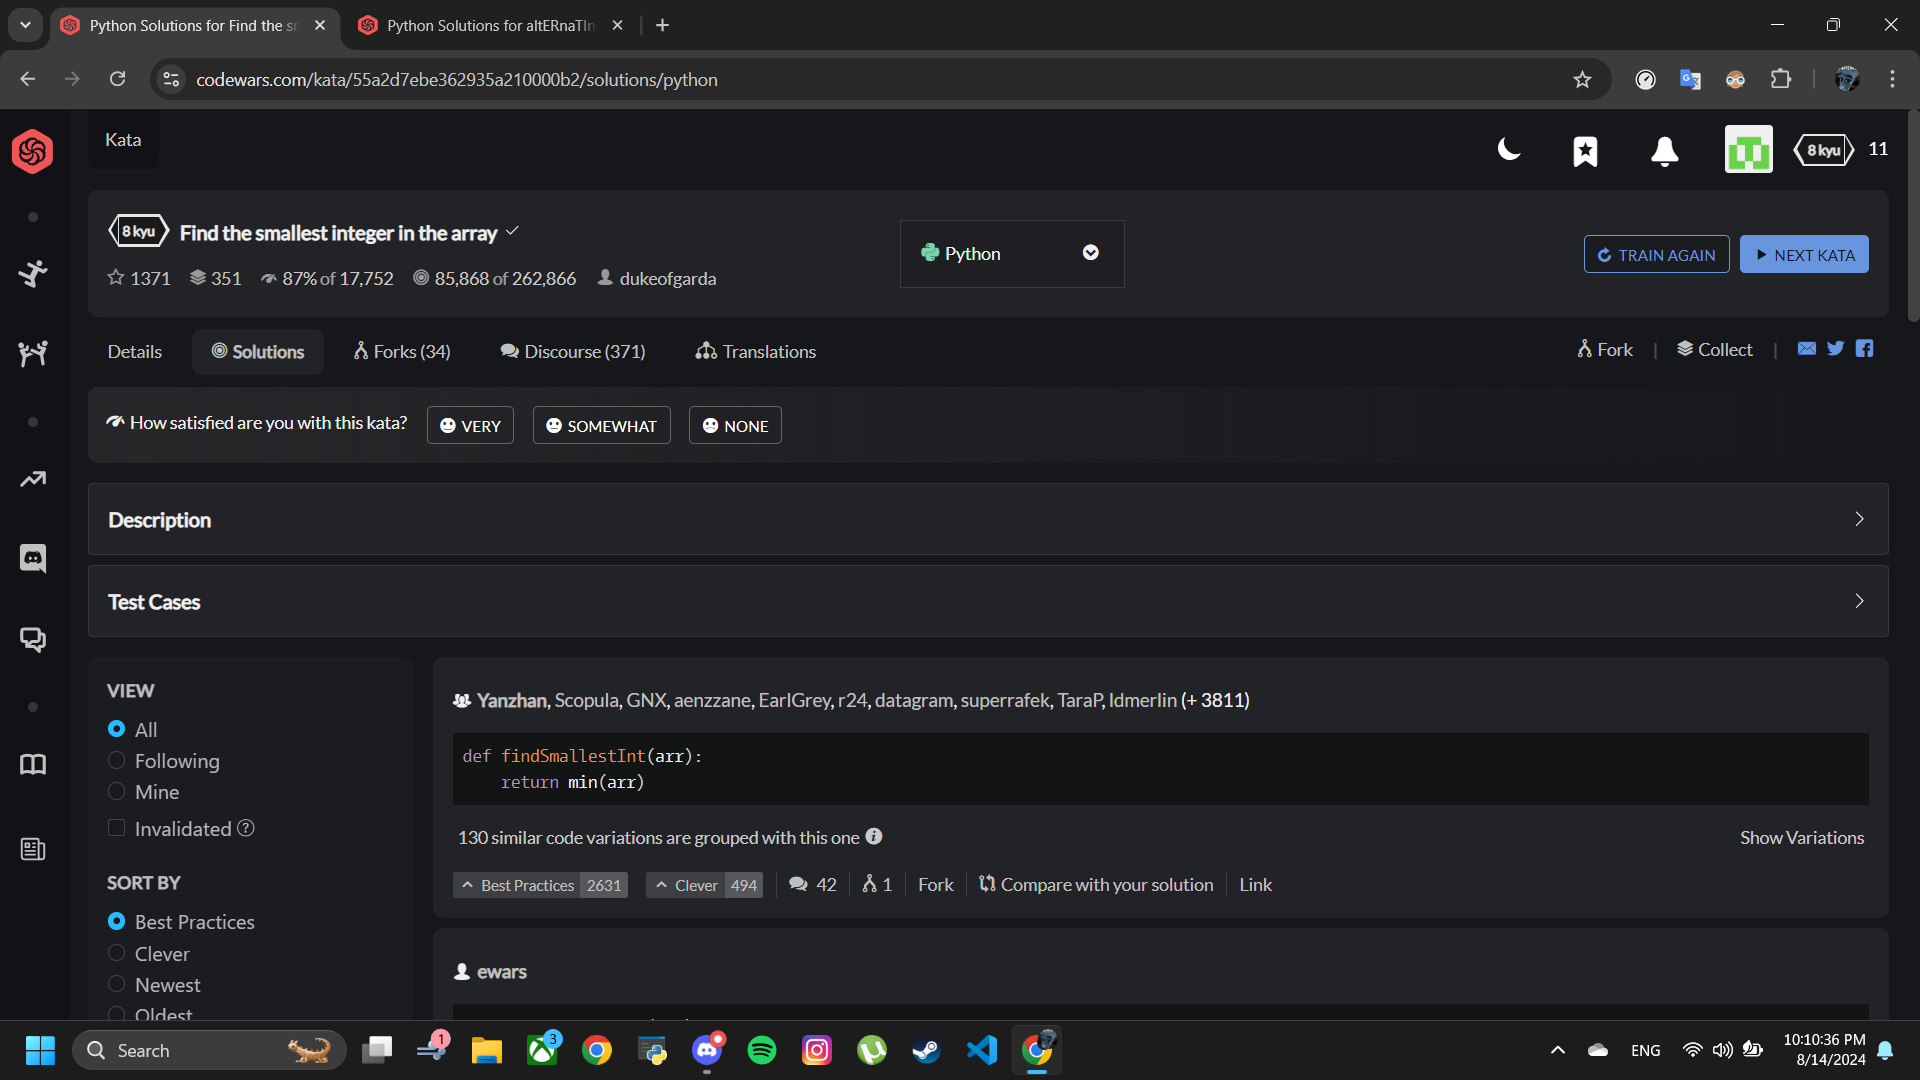 Python Solutions for Find the sm
Python Solutions for altERnaTIn
codewars.com/kata/55a2d7ebe362935a210000b2/solutions/python
Kata
8 kyu
11
8 kyu
Find the smallest integer in the array
1371
351
87% of 17,752
85,868 of 262,866
dukeofgarda
Python
TRAIN AGAIN
NEXT KATA
Details
Solutions
Forks (34)
Discourse (371)
Translations
Fork
|
Collect
|
How satisfied are you with this kata?
VERY
SOMEWHAT
NONE
Description
Test Cases
VIEW
All
Following
Mine
Invalidated
SORT BY
Best Practices
Clever
Newest
Oldest
Yanzhan, Scopula, GNX, aenzzane, EarlGrey, r24, datagram, superrafek, TaraP, ldmerlin (+ 3811)
def findSmallestInt(arr):
    return min(arr)
130 similar code variations are grouped with this one
Show Variations
Best Practices 2631
Clever 494
42
1
Fork
Compare with your solution
Link
ewars
Search
1
3
ENG
10:10:36 PM
8/14/2024